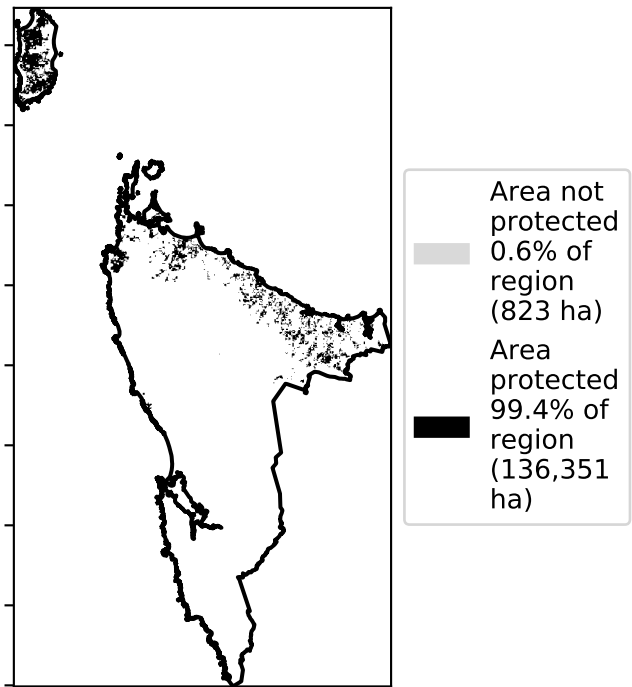 Area not
protected
0.6% of
region
(823 ha)
Area
protected
99.4% of
region
(136,351
ha)